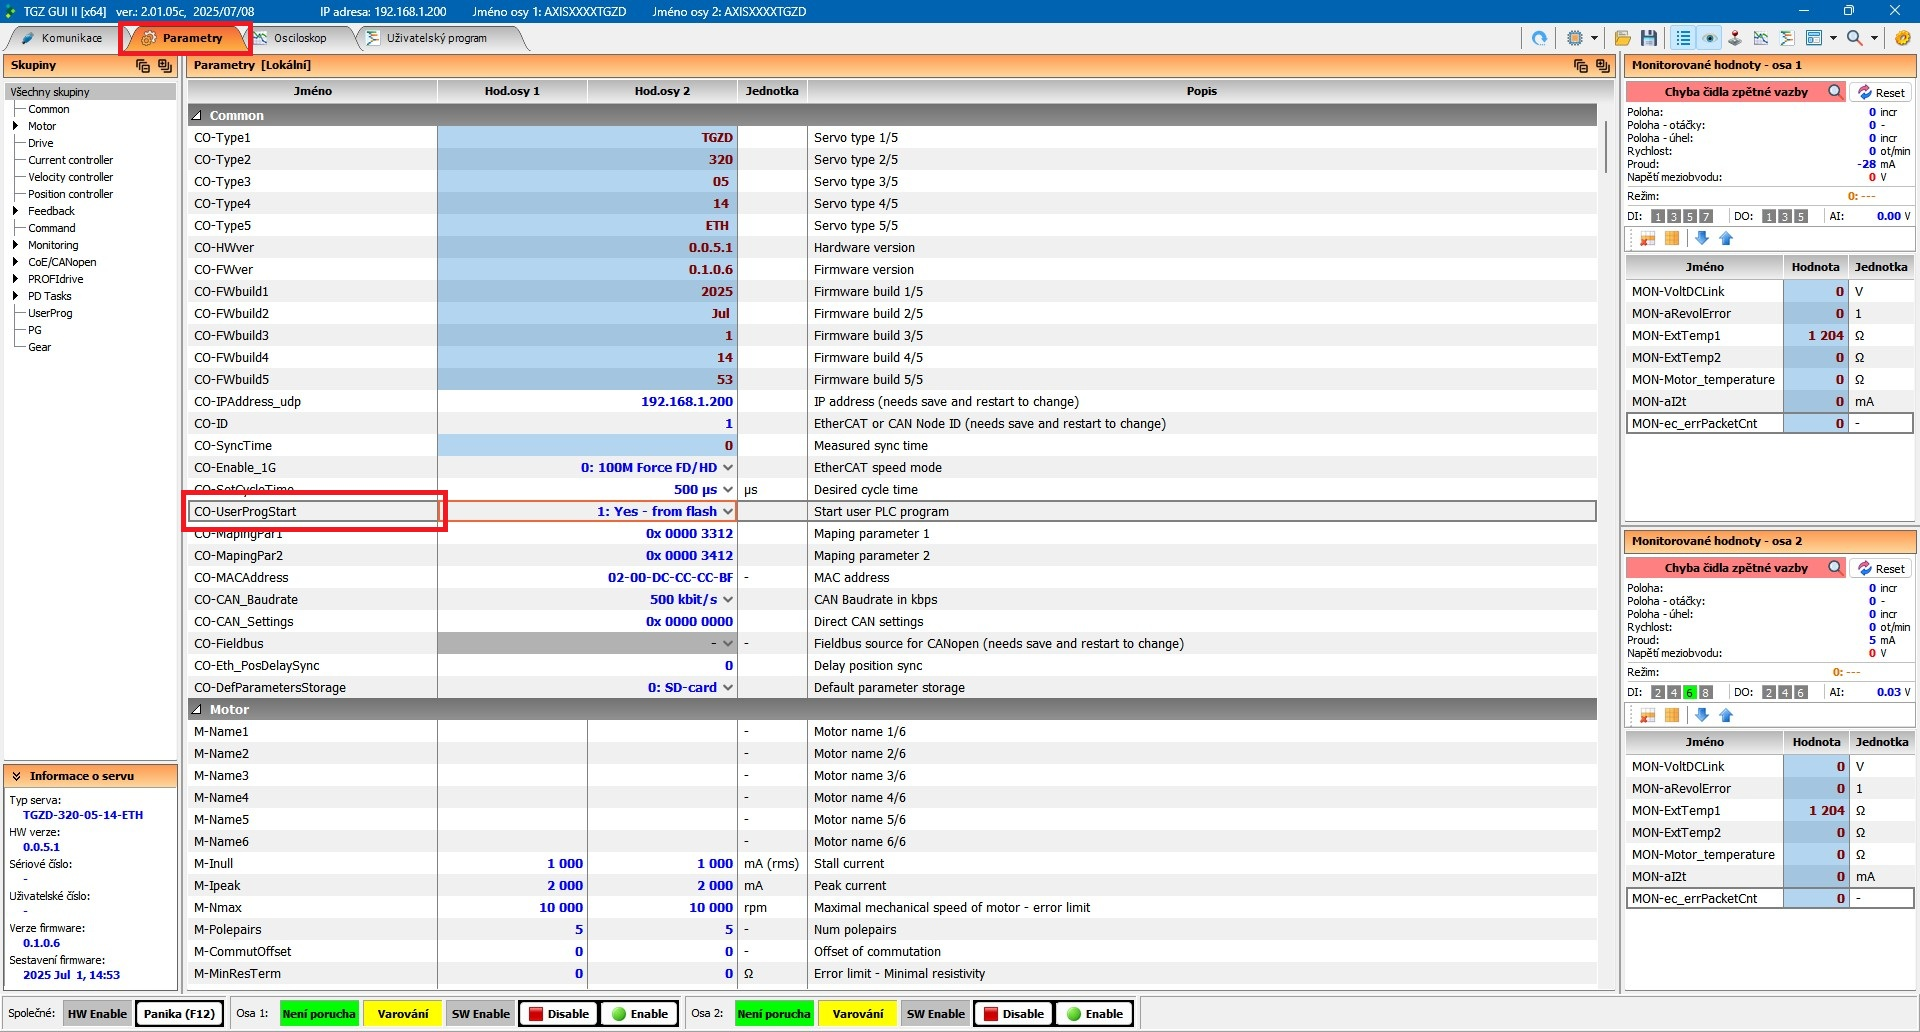 TGZ GUI II [x64]    ver.: 2.01.05c, 2025/07/08    IP adresa: 192.168.1.200    Jméno osy 1: AXISXXXXTGZD    Jméno osy 2: AXISXXXXTGZD
Komunikace    Parametry    Osciloskop    Uživatelský program
Skupiny
Všechny skupiny
Common
Motor
Drive
Current controller
Velocity controller
Position controller
Feedback
Command
Monitoring
CoE/CANopen
PROFIdrive
PD Tasks
UserProg
PG
Gear
Informace o servu
Typ serva:
TGZD-320-05-14-ETH
HW verze:
0.0.5.1
Sériové číslo:
-
Uživatelské číslo:
-
Verze firmware:
0.1.0.6
Sestavení firmware:
2025 Jul 1, 14:53
Parametry [Lokální]
Jméno    Hod.osy 1    Hod.osy 2    Jednotka    Popis
Common
CO-Type1    TGZD    Servo type 1/5
CO-Type2    320    Servo type 2/5
CO-Type3    05    Servo type 3/5
CO-Type4    14    Servo type 4/5
CO-Type5    ETH    Servo type 5/5
CO-HWver    0.0.5.1    Hardware version
CO-FWver    0.1.0.6    Firmware version
CO-FWbuild1    2025    Firmware build 1/5
CO-FWbuild2    Jul    Firmware build 2/5
CO-FWbuild3    1    Firmware build 3/5
CO-FWbuild4    14    Firmware build 4/5
CO-FWbuild5    53    Firmware build 5/5
CO-IPAddress_udp    192.168.1.200    IP address (needs save and restart to change)
CO-ID    1    EtherCAT or CAN Node ID (needs save and restart to change)
CO-SyncTime    0    Measured sync time
CO-Enable_1G    0: 100M Force FD/HD    EtherCAT speed mode
CO-SetCycleTime    500 µs    µs    Desired cycle time
CO-UserProgStart    1: Yes - from flash    Start user PLC program
CO-MapingPar1    0x 0000 3312    Maping parameter 1
CO-MapingPar2    0x 0000 3412    Maping parameter 2
CO-MACAddress    02-00-DC-CC-CC-BF    -    MAC address
CO-CAN_Baudrate    500 kbit/s    CAN Baudrate in kbps
CO-CAN_Settings    0x 0000 0000    Direct CAN settings
CO-Fieldbus    -    -    Fieldbus source for CANopen (needs save and restart to change)
CO-Eth_PosDelaySync    0    Delay position sync
CO-DefParametersStorage    0: SD-card    Default parameter storage
Motor
M-Name1    -    Motor name 1/6
M-Name2    -    Motor name 2/6
M-Name3    -    Motor name 3/6
M-Name4    -    Motor name 4/6
M-Name5    -    Motor name 5/6
M-Name6    -    Motor name 6/6
M-Inull    1 000    1 000    mA (rms)    Stall current
M-Ipeak    2 000    2 000    mA    Peak current
M-Nmax    10 000    10 000    rpm    Maximal mechanical speed of motor - error limit
M-Polepairs    5    5    -    Num polepairs
M-CommutOffset    0    0    -    Offset of commutation
M-MinResTerm    0    0    Ω    Error limit - Minimal resistivity
Monitorované hodnoty - osa 1
Chyba čidla zpětné vazby    Reset
Poloha:    0 incr
Poloha - otáčky:    0 -
Poloha - úhel:    0 incr
Rychlost:    0 ot/min
Proud:    -28 mA
Napětí meziobvodu:    0 V
Režim:    0: ---
DI: 1 3 5 7    DO: 1 3 5    AI: 0.00 V
Jméno    Hodnota    Jednotka
MON-VoltDCLink    0    V
MON-aRevolError    0    1
MON-ExtTemp1    1 204    Ω
MON-ExtTemp2    0    Ω
MON-Motor_temperature    0    Ω
MON-aI2t    0    mA
MON-ec_errPacketCnt    0    -
Monitorované hodnoty - osa 2
Chyba čidla zpětné vazby    Reset
Poloha:    0 incr
Poloha - otáčky:    0 -
Poloha - úhel:    0 incr
Rychlost:    0 ot/min
Proud:    5 mA
Napětí meziobvodu:    0 V
Režim:    0: ---
DI: 2 4 6 8    DO: 2 4 6    AI: 0.03 V
Jméno    Hodnota    Jednotka
MON-VoltDCLink    0    V
MON-aRevolError    0    1
MON-ExtTemp1    1 204    Ω
MON-ExtTemp2    0    Ω
MON-Motor_temperature    0    Ω
MON-aI2t    0    mA
MON-ec_errPacketCnt    0    -
Společné:    HW Enable    Panika (F12)    Osa 1:    Není porucha    Varování    SW Enable    Disable    Enable    Osa 2:    Není porucha    Varování    SW Enable    Disable    Enable